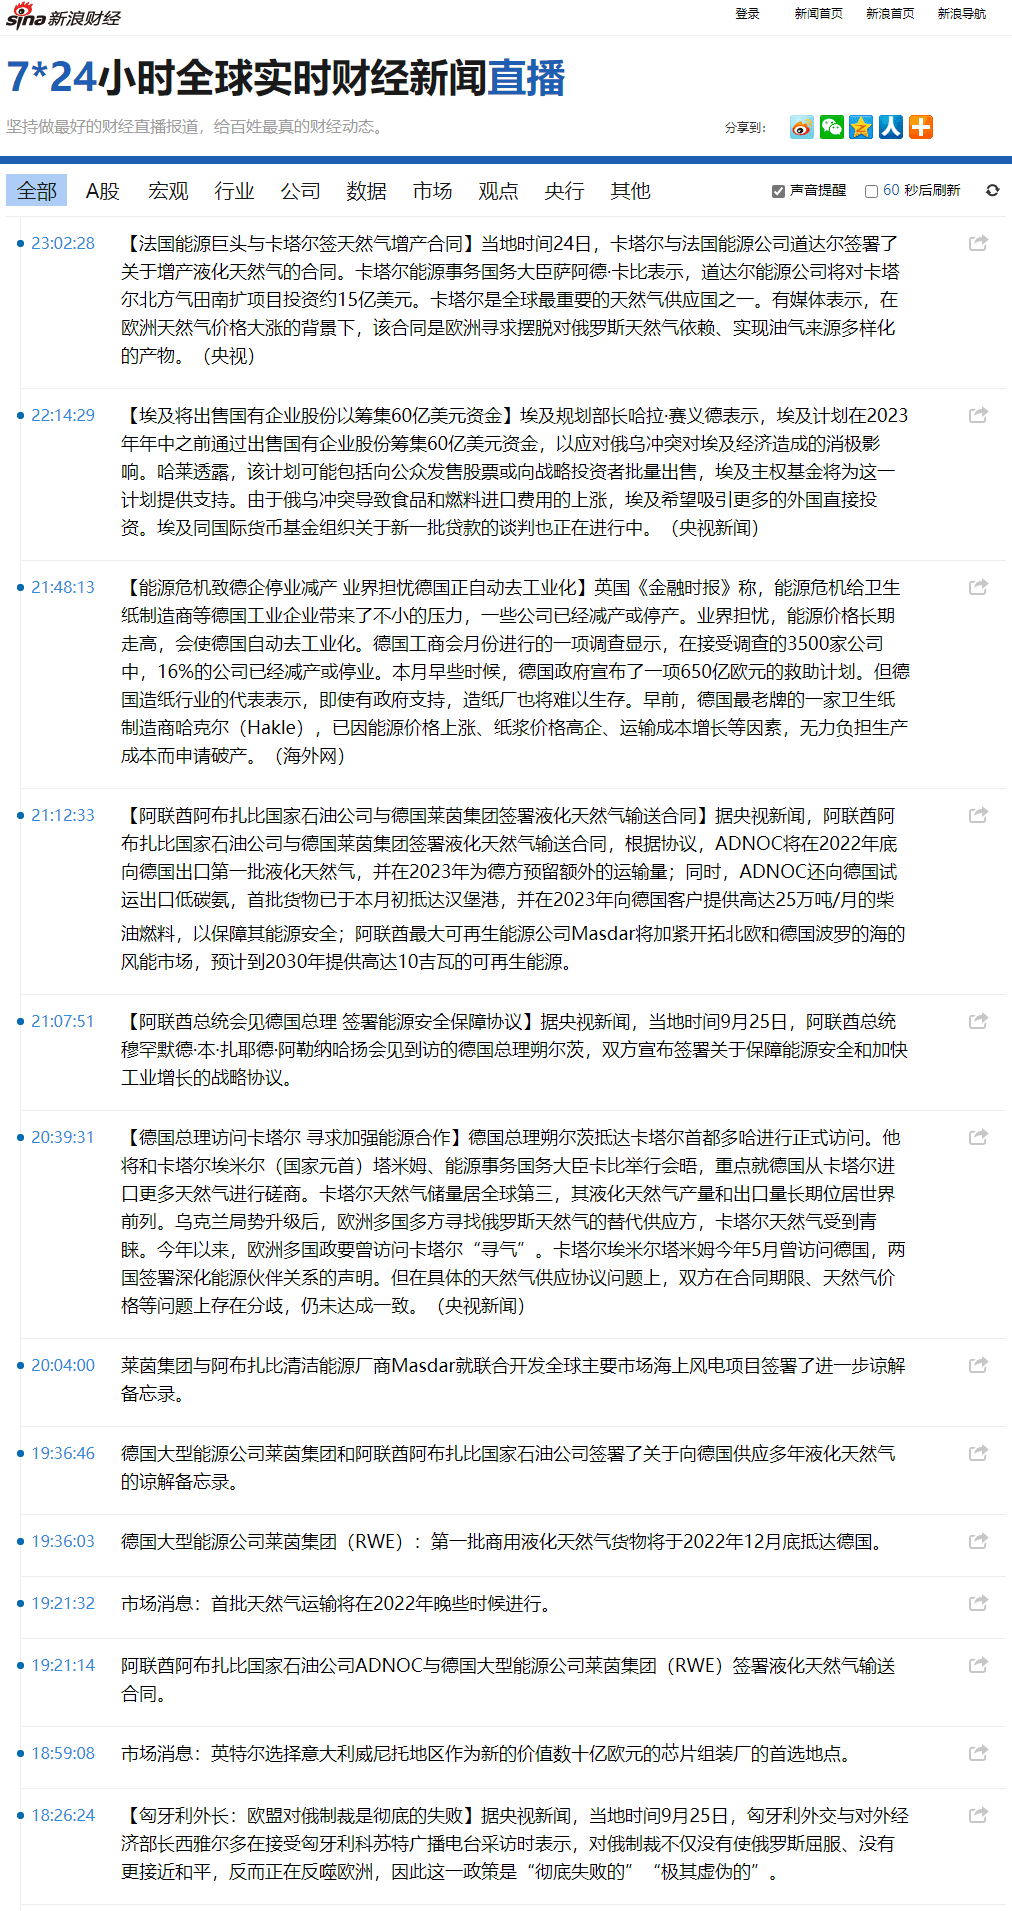 sina 新浪财经
登录 新闻首页 新浪首页 新浪导航
7*24小时全球实时财经新闻直播
坚持做最好的财经直播报道，给百姓最真的财经动态。
分享到：
全部 A股 宏观 行业 公司 数据 市场 观点 央行 其他 声音提醒 60 秒后刷新
23:02:28 【法国能源巨头与卡塔尔签天然气增产合同】当地时间24日，卡塔尔与法国能源公司道达尔签署了
关于增产液化天然气的合同。卡塔尔能源事务国务大臣萨阿德·卡比表示，道达尔能源公司将对卡塔
尔北方气田南扩项目投资约15亿美元。卡塔尔是全球最重要的天然气供应国之一。有媒体表示，在
欧洲天然气价格大涨的背景下，该合同是欧洲寻求摆脱对俄罗斯天然气依赖、实现油气来源多样化
的产物。（央视）
22:14:29 【埃及将出售国有企业股份以筹集60亿美元资金】埃及规划部长哈拉·赛义德表示，埃及计划在2023
年年中之前通过出售国有企业股份筹集60亿美元资金，以应对俄乌冲突对埃及经济造成的消极影
响。哈莱透露，该计划可能包括向公众发售股票或向战略投资者批量出售，埃及主权基金将为这一
计划提供支持。由于俄乌冲突导致食品和燃料进口费用的上涨，埃及希望吸引更多的外国直接投
资。埃及同国际货币基金组织关于新一批贷款的谈判也正在进行中。（央视新闻）
21:48:13 【能源危机致德企停业减产 业界担忧德国正自动去工业化】英国《金融时报》称，能源危机给卫生
纸制造商等德国工业企业带来了不小的压力，一些公司已经减产或停产。业界担忧，能源价格长期
走高，会使德国自动去工业化。德国工商会月份进行的一项调查显示，在接受调查的3500家公司
中，16%的公司已经减产或停业。本月早些时候，德国政府宣布了一项650亿欧元的救助计划。但德
国造纸行业的代表表示，即使有政府支持，造纸厂也将难以生存。早前，德国最老牌的一家卫生纸
制造商哈克尔（Hakle），已因能源价格上涨、纸浆价格高企、运输成本增长等因素，无力负担生产
成本而申请破产。（海外网）
21:12:33 【阿联酋阿布扎比国家石油公司与德国莱茵集团签署液化天然气输送合同】据央视新闻，阿联酋阿
布扎比国家石油公司与德国莱茵集团签署液化天然气输送合同，根据协议，ADNOC将在2022年底
向德国出口第一批液化天然气，并在2023年为德方预留额外的运输量；同时，ADNOC还向德国试
运出口低碳氨，首批货物已于本月初抵达汉堡港，并在2023年向德国客户提供高达25万吨/月的柴
油燃料，以保障其能源安全；阿联酋最大可再生能源公司Masdar将加紧开拓北欧和德国波罗的海的
风能市场，预计到2030年提供高达10吉瓦的可再生能源。
21:07:51 【阿联酋总统会见德国总理 签署能源安全保障协议】据央视新闻，当地时间9月25日，阿联酋总统
穆罕默德·本·扎耶德·阿勒纳哈扬会见到访的德国总理朔尔茨，双方宣布签署关于保障能源安全和加快
工业增长的战略协议。
20:39:31 【德国总理访问卡塔尔 寻求加强能源合作】德国总理朔尔茨抵达卡塔尔首都多哈进行正式访问。他
将和卡塔尔埃米尔（国家元首）塔米姆、能源事务国务大臣卡比举行会晤，重点就德国从卡塔尔进
口更多天然气进行磋商。卡塔尔天然气储量居全球第三，其液化天然气产量和出口量长期位居世界
前列。乌克兰局势升级后，欧洲多国多方寻找俄罗斯天然气的替代供应方，卡塔尔天然气受到青
睐。今年以来，欧洲多国政要曾访问卡塔尔“寻气”。卡塔尔埃米尔塔米姆今年5月曾访问德国，两
国签署深化能源伙伴关系的声明。但在具体的天然气供应协议问题上，双方在合同期限、天然气价
格等问题上存在分歧，仍未达成一致。（央视新闻）
20:04:00 莱茵集团与阿布扎比清洁能源厂商Masdar就联合开发全球主要市场海上风电项目签署了进一步谅解
备忘录。
19:36:46 德国大型能源公司莱茵集团和阿联酋阿布扎比国家石油公司签署了关于向德国供应多年液化天然气
的谅解备忘录。
19:36:03 德国大型能源公司莱茵集团（RWE）：第一批商用液化天然气货物将于2022年12月底抵达德国。
19:21:32 市场消息：首批天然气运输将在2022年晚些时候进行。
19:21:14 阿联酋阿布扎比国家石油公司ADNOC与德国大型能源公司莱茵集团（RWE）签署液化天然气输送
合同。
18:59:08 市场消息：英特尔选择意大利威尼托地区作为新的价值数十亿欧元的芯片组装厂的首选地点。
18:26:24 【匈牙利外长：欧盟对俄制裁是彻底的失败】据央视新闻，当地时间9月25日，匈牙利外交与对外经
济部长西雅尔多在接受匈牙利科苏特广播电台采访时表示，对俄制裁不仅没有使俄罗斯屈服、没有
更接近和平，反而正在反噬欧洲，因此这一政策是“彻底失败的”“极其虚伪的”。